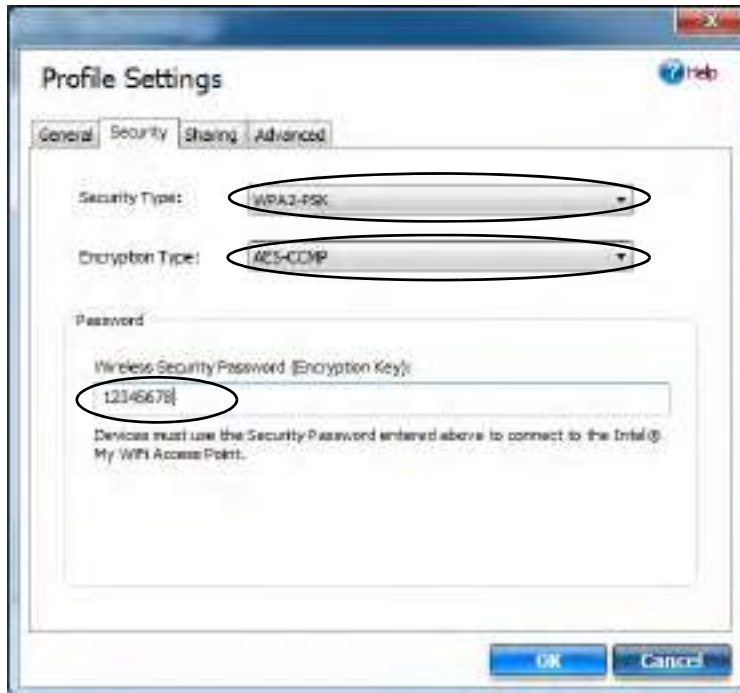 Profile Settings
Help
General Security Sharing Advanced
Security Type: WPA2-PSK
Encryption Type: AES-CCMP
Password
Wireless Security Password (Encryption Key):
12345678
Devices must use the Security Password entered above to connect to the Intel®
My WiFi Access Point.
OK Cancel